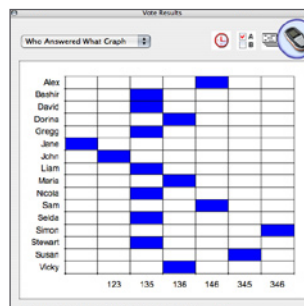 Vote Results
Who Answered What Graph
A
B
Alex
Bashir
David
Dorina
Gregg
Jane
John
Liam
Maria
Nicola
Sam
Selda
Simon
Stewart
Susan
Vicky
123 135 136 146 345 346